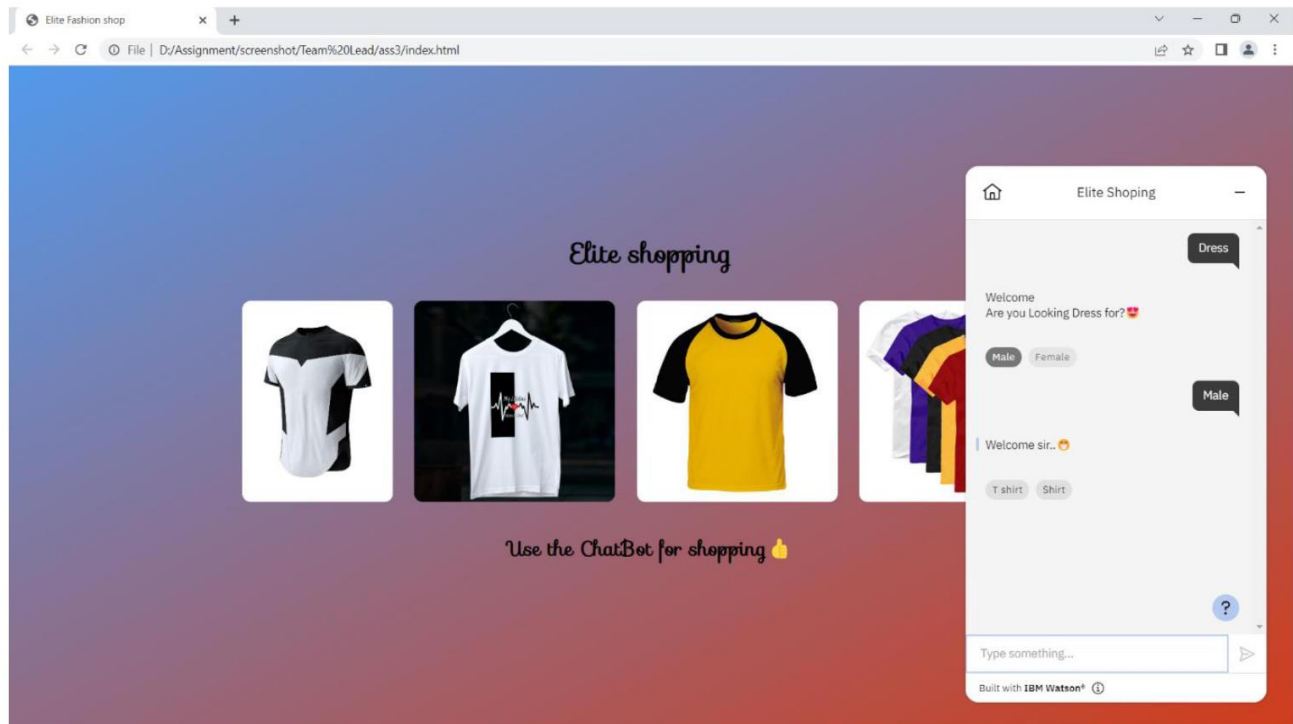 Elite Fashion shop
File | D:/Assignment/screenshot/Team%20Lead/ass3/index.html
Elite shopping
Use the ChatBot for shopping👍
Elite Shoping
Dress
Welcome
Are you Looking Dress for?😍
Male Female
Male
Welcome sir..😁
T shirt Shirt
?
Type something...
Built with IBM Watson®